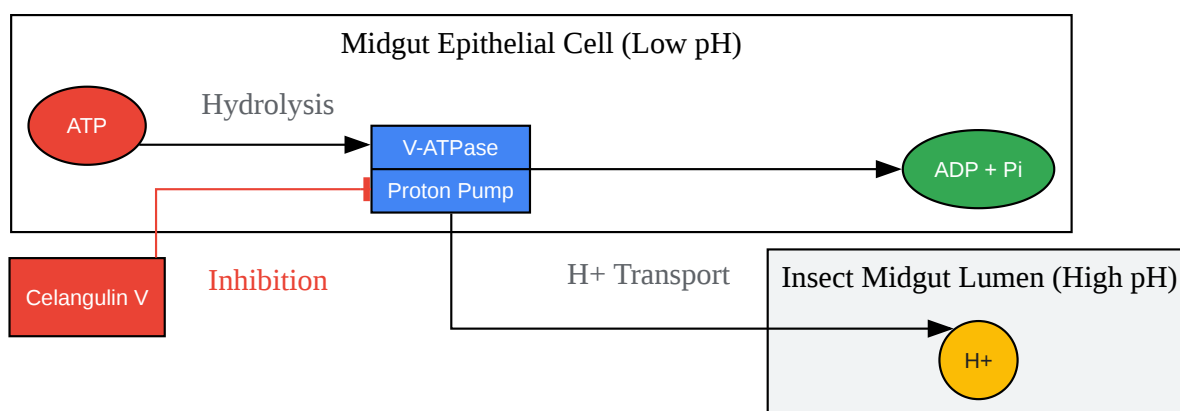 Midgut Epithelial Cell (Low pH)
Hydrolysis
ATP
V-ATPase
Proton Pump
ADP + Pi
Celangulin V
Inhibition
H+ Transport
Insect Midgut Lumen (High pH)
H+